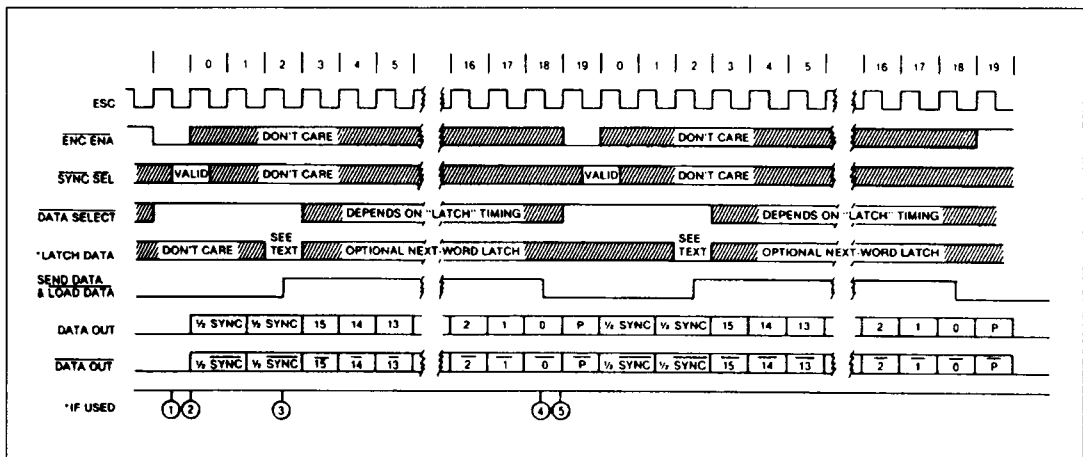 0 1 2 3 4 5 16 17 18 19 0 1 2 3 4 5 16 17 18 19
ESC
ENC ENA DON'T CARE DON'T CARE
SYNC SEL VALID DON'T CARE VALID DON'T CARE
DATA SELECT DEPENDS ON "LATCH" TIMING DEPENDS ON "LATCH" TIMING
*LATCH DATA DON'T CARE SEE TEXT OPTIONAL NEXT-WORD LATCH SEE TEXT OPTIONAL NEXT-WORD LATCH
SEND DATA
& LOAD DATA
DATA OUT ½ SYNC ½ SYNC 15 14 13 2 1 0 P ½ SYNC ½ SYNC 15 14 13 2 1 0 P
DATA OUT ½ SYNC ½ SYNC 15 14 13 2 1 0 P ½ SYNC ½ SYNC 15 14 13 2 1 0 P
*IF USED 1 2 3 4 5